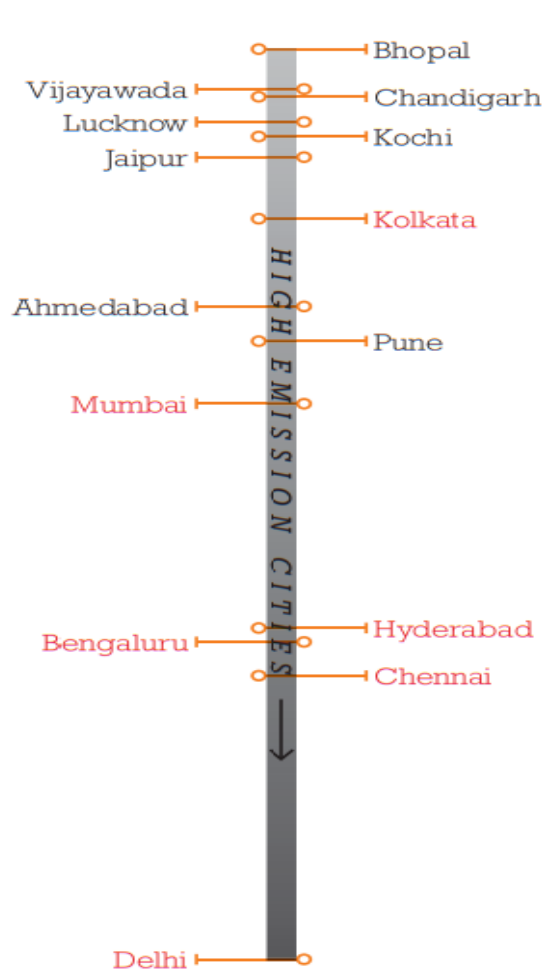 Bhopal
Vijayawada
Chandigarh
Lucknow
Kochi
Jaipur
Kolkata
HIGH EMISSION CITIES
Ahmedabad
Pune
Mumbai
Hyderabad
Bengaluru
Chennai
Delhi